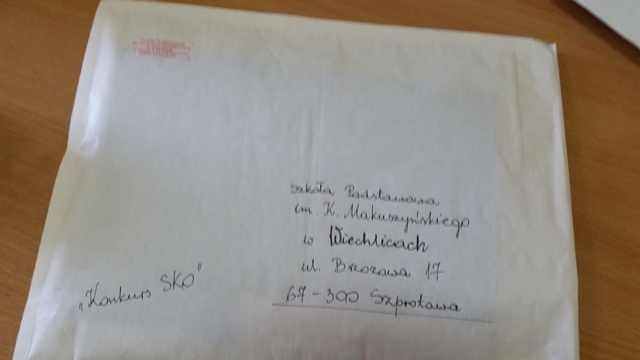 Szkoła Podstawowa
im. K. Makuszyńskiego
w Wiechlicach
ul. Brzozowa 17
67-300 Szprotawa
„Konkurs SKO"